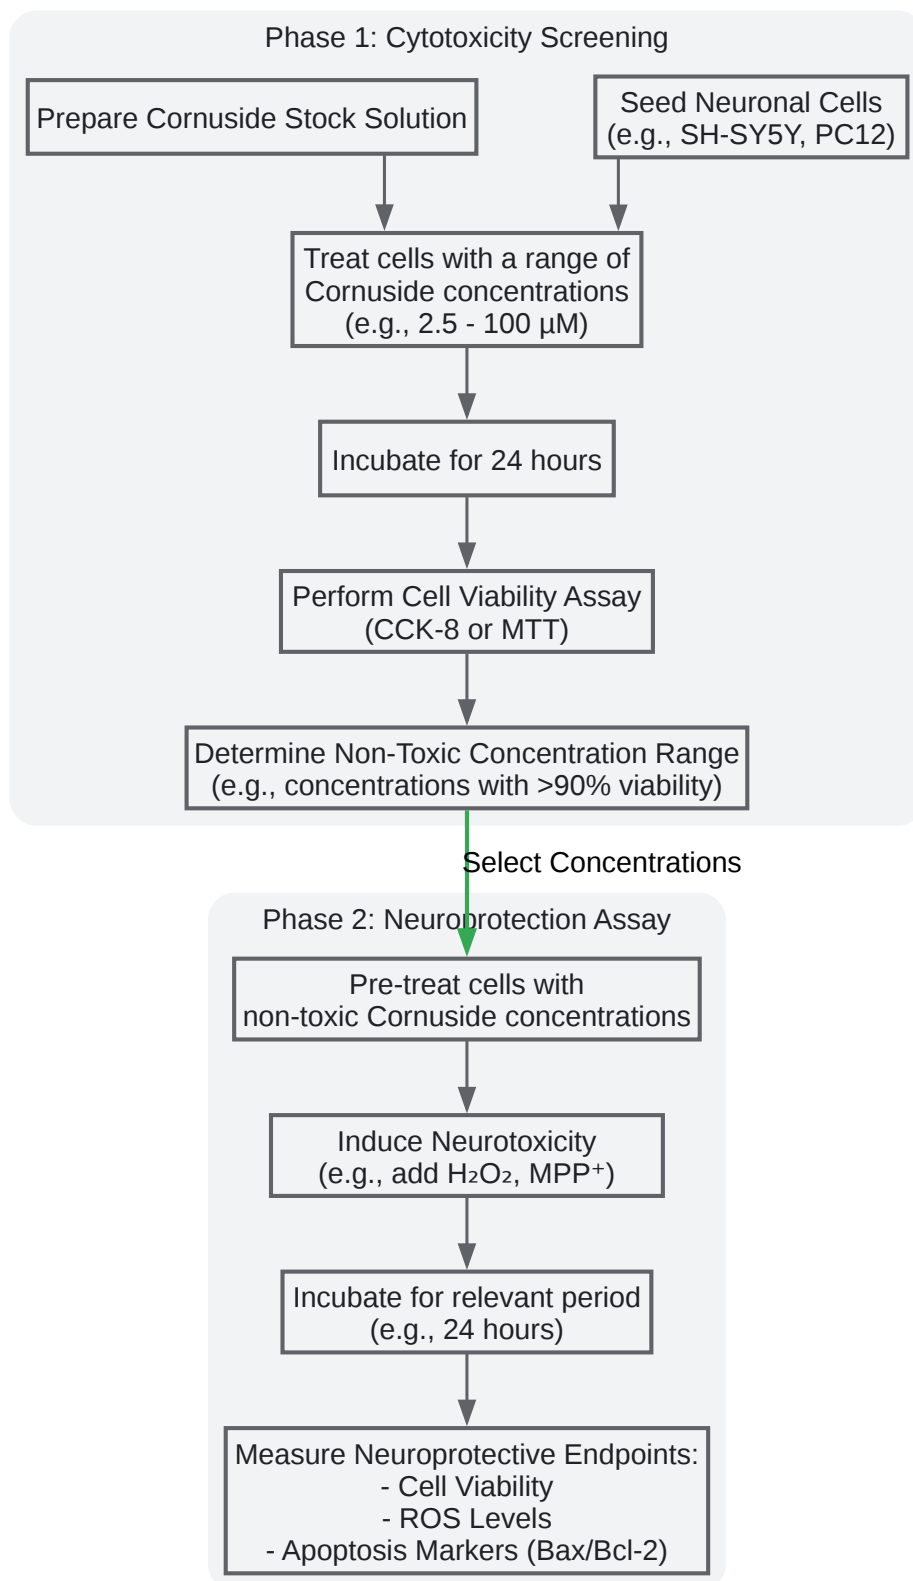 Phase 1: Cytotoxicity Screening
Prepare Cornuside Stock Solution
Seed Neuronal Cells
(e.g., SH-SY5Y, PC12)
Treat cells with a range of
Cornuside concentrations
(e.g., 2.5 - 100 µM)
Incubate for 24 hours
Perform Cell Viability Assay
(CCK-8 or MTT)
Determine Non-Toxic Concentration Range
(e.g., concentrations with >90% viability)
Select Concentrations
Phase 2: Neuroprotection Assay
Pre-treat cells with
non-toxic Cornuside concentrations
Induce Neurotoxicity
(e.g., add H₂O₂, MPP⁺)
Incubate for relevant period
(e.g., 24 hours)
Measure Neuroprotective Endpoints:
- Cell Viability
- ROS Levels
- Apoptosis Markers (Bax/Bcl-2)